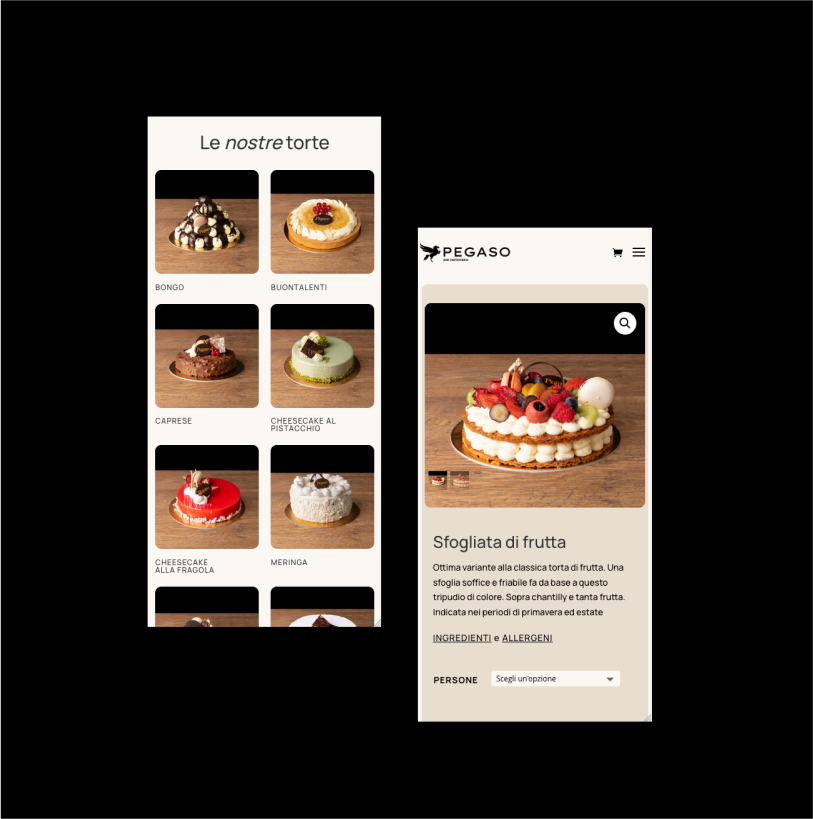 Le nostre torte
BONGO
BUONTALENTI
CAPRESE
CHEESECAKE AL
PISTACCHIO
CHEESECAKE
ALLA FRAGOLA
MERINGA
PEGASO
Sfogliata di frutta
Ottima variante alla classica torta di frutta. Una
sfoglia soffice e friabile fa da base a questo
tripudio di colore. Sopra chantilly e tanta frutta.
Indicata nei periodi di primavera ed estate
INGREDIENTI e ALLERGENI
PERSONE
Scegli un'opzione